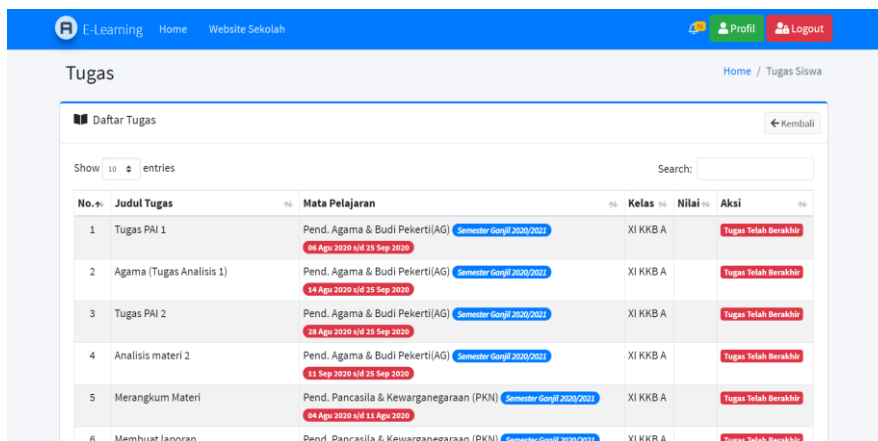 E-Learning Home Website Sekolah Profil Logout
Tugas Home / Tugas Siswa
Daftar Tugas Kembali
Show 10 entries Search:
No. Judul Tugas Mata Pelajaran Kelas Nilai Aksi
1 Tugas PAI 1 Pend. Agama & Budi Pekerti(AG) Semester Ganjil 2020/2021 XI KKB A Tugas Telah Berakhir
06 Agu 2020 s/d 25 Sep 2020
2 Agama (Tugas Analisis 1) Pend. Agama & Budi Pekerti(AG) Semester Ganjil 2020/2021 XI KKB A Tugas Telah Berakhir
14 Agu 2020 s/d 25 Sep 2020
3 Tugas PAI 2 Pend. Agama & Budi Pekerti(AG) Semester Ganjil 2020/2021 XI KKB A Tugas Telah Berakhir
28 Agu 2020 s/d 25 Sep 2020
4 Analisis materi 2 Pend. Agama & Budi Pekerti(AG) Semester Ganjil 2020/2021 XI KKB A Tugas Telah Berakhir
11 Sep 2020 s/d 25 Sep 2020
5 Merangkum Materi Pend. Pancasila & Kewarganegaraan (PKN) Semester Ganjil 2020/2021 XI KKB A Tugas Telah Berakhir
04 Agu 2020 s/d 11 Agu 2020
6 Membuat laporan Pend. Pancasila & Kewarganegaraan (PKN) Semester Ganjil 2020/2021 XI KKB A Tugas Telah Berakhir